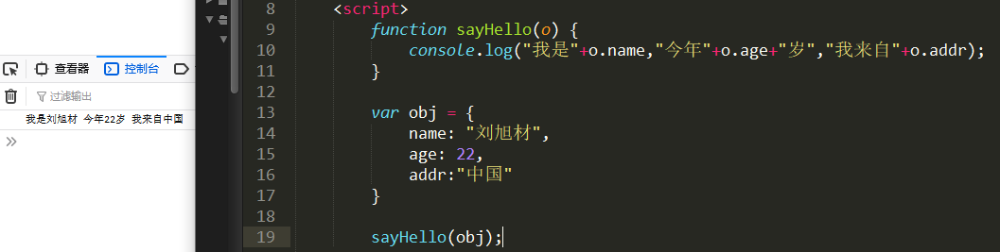 查看器 控制台
过滤输出
我是刘旭材 今年22岁 我来自中国
8 <script>
9 function sayHello(o) {
10 console.log("我是"+o.name,"今年"+o.age+"岁","我来自"+o.addr);
11 }
12
13 var obj = {
14 name: "刘旭材",
15 age: 22,
16 addr:"中国"
17 }
18
19 sayHello(obj);